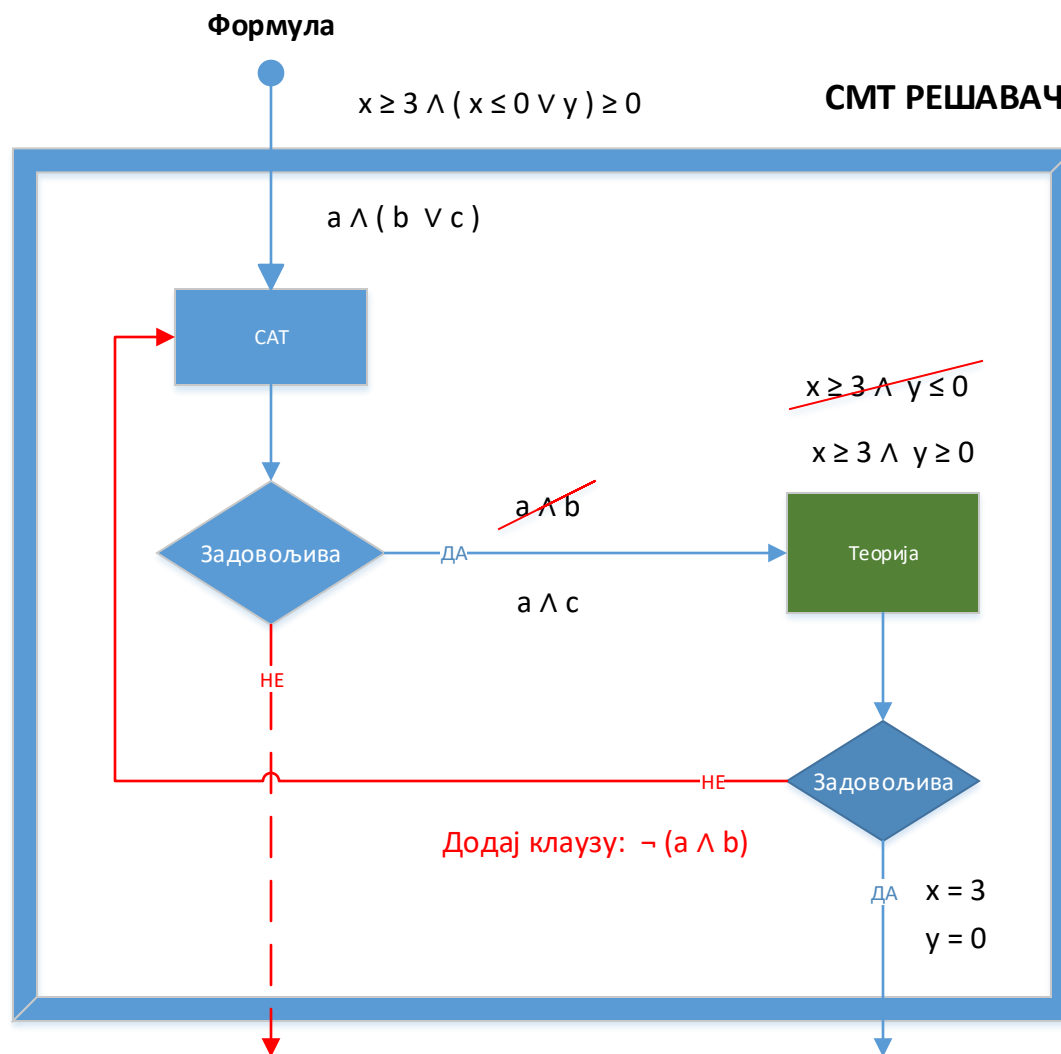 Формула
x ≥ 3 ∧ ( x ≤ 0 ∨ y ) ≥ 0
СМТ РЕШАВАЧ
a ∧ ( b ∨ c )
САТ
x ≥ 3 ∧ y ≤ 0
x ≥ 3 ∧ y ≥ 0
a ∧ b
Задовољива
ДА
Теорија
a ∧ c
НЕ
НЕ
Задовољива
Додај клаузу: ¬ (a ∧ b)
ДА
x = 3
y = 0